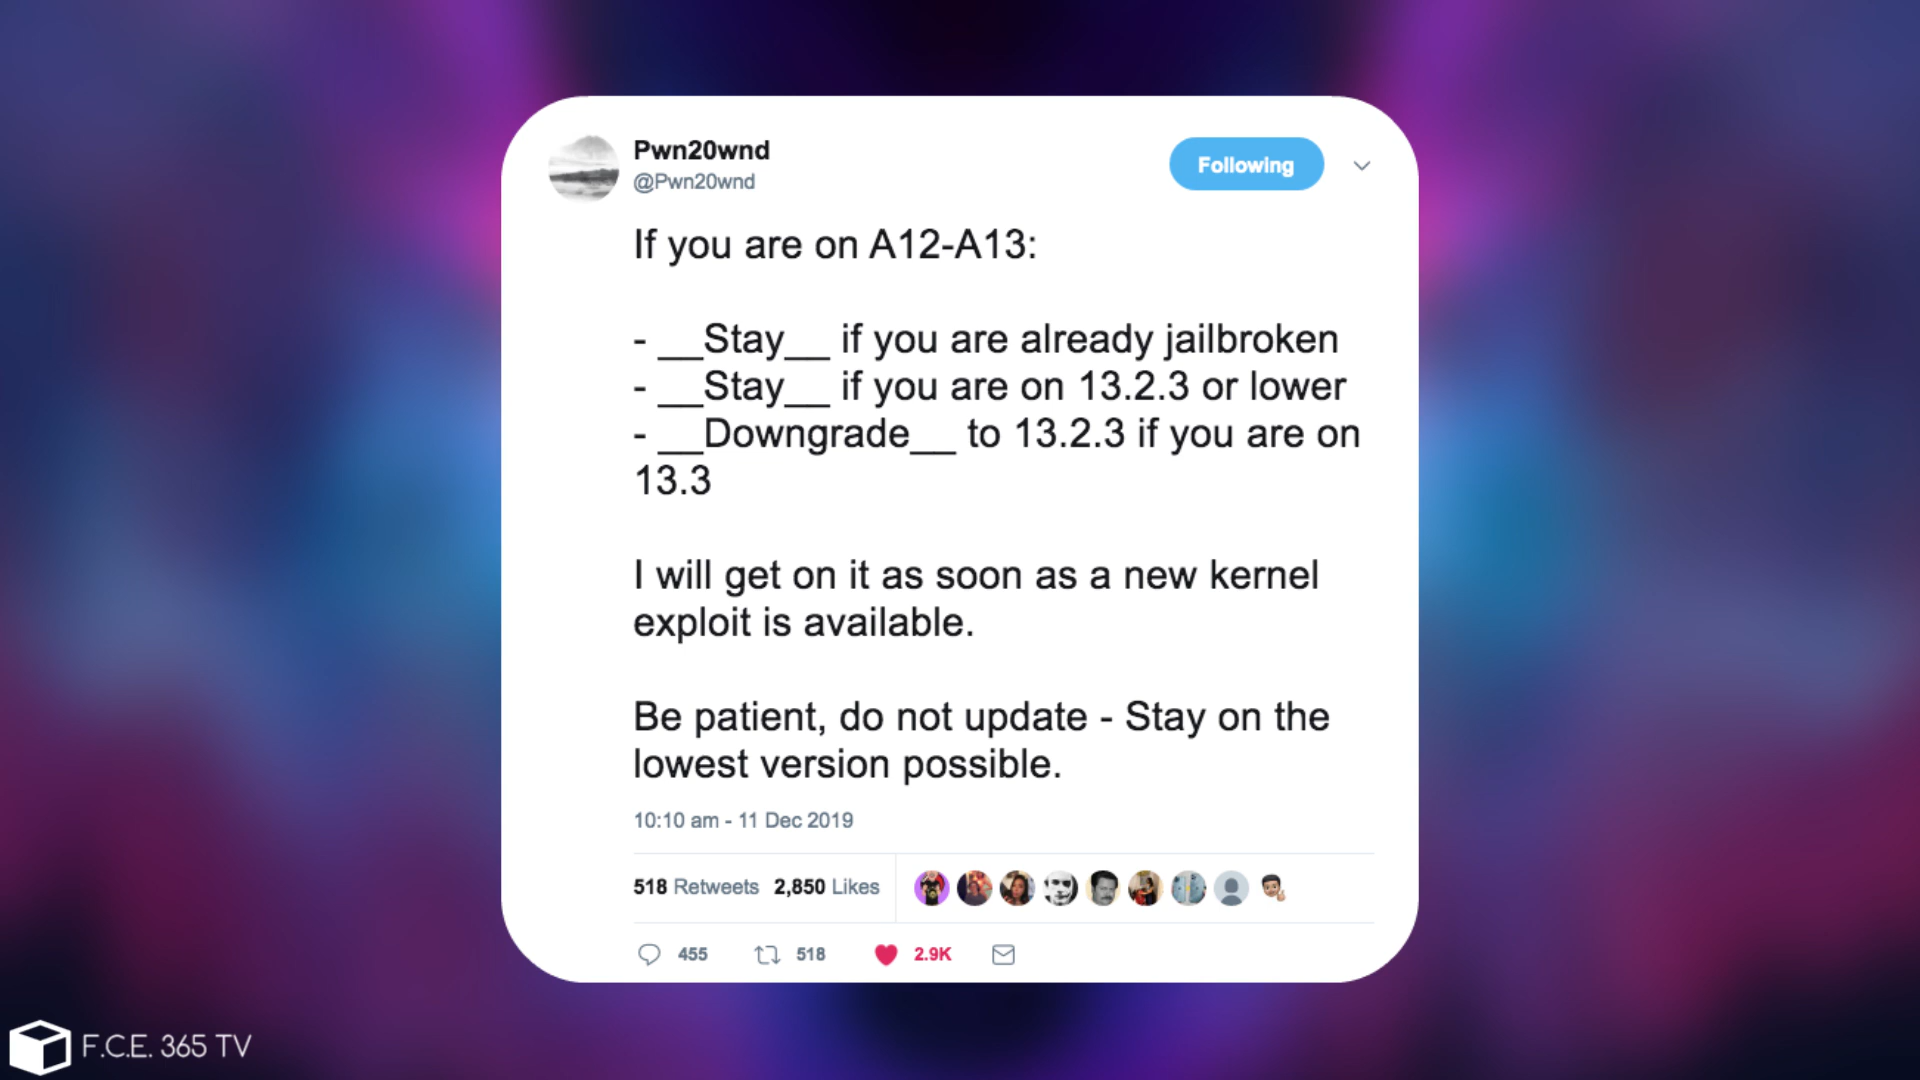 Pwn20wnd
@Pwn20wnd
Following
If you are on A12-A13:
- __Stay__ if you are already jailbroken
- __Stay__ if you are on 13.2.3 or lower
- __Downgrade__ to 13.2.3 if you are on
13.3
I will get on it as soon as a new kernel
exploit is available.
Be patient, do not update - Stay on the
lowest version possible.
10:10 am - 11 Dec 2019
518 Retweets 2,850 Likes
455 518 2.9K
F.C.E. 365 TV